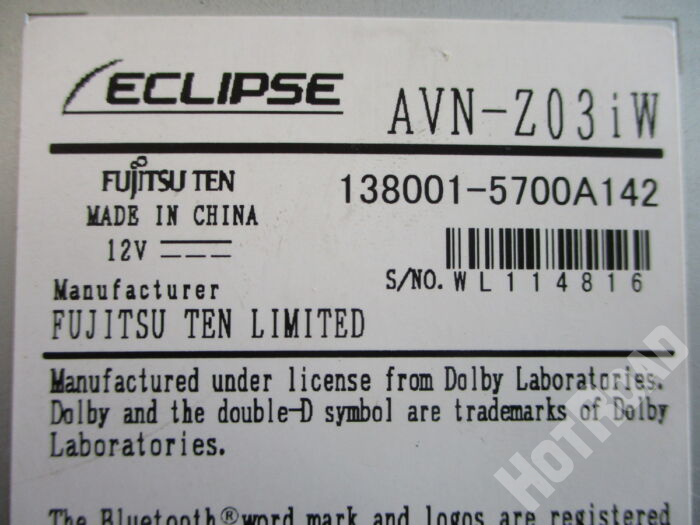 ECLIPSE AVN-Z03iW
FUJITSU TEN 138001-5700A142
MADE IN CHINA
12V
S/NO. WL114816
Manufacturer
FUJITSU TEN LIMITED
Manufactured under license from Dolby Laboratories.
Dolby and the double-D symbol are trademarks of Dolby
Laboratories.
The Bluetooth® word mark and logos are registered
HOTROAD